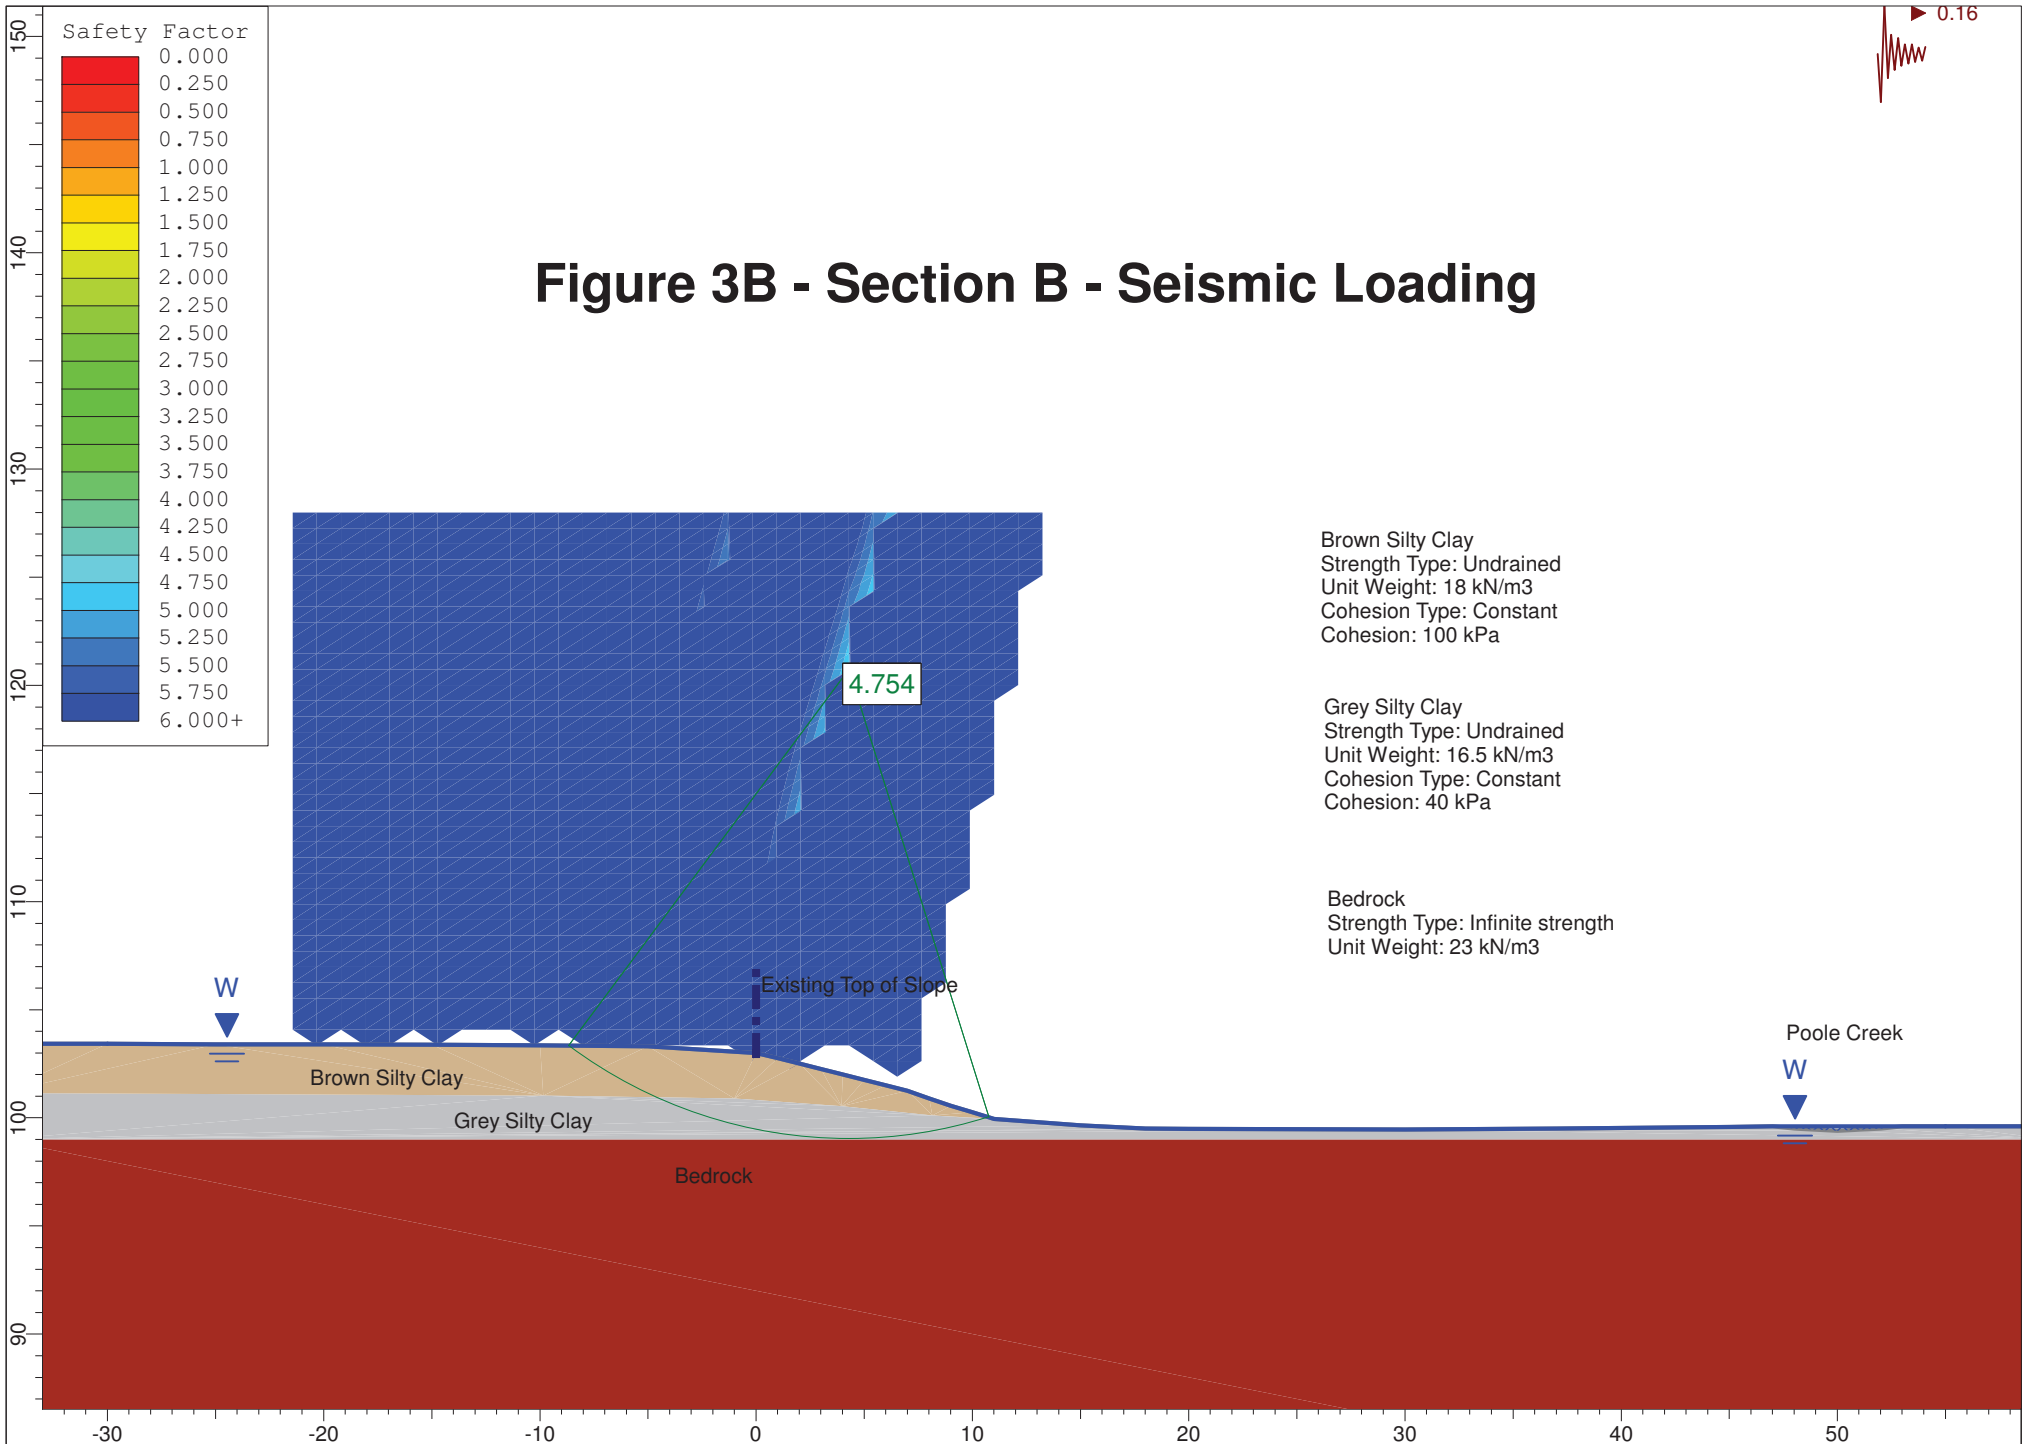 Safety Factor
0.000
0.250
0.500
0.750
1.000
1.250
1.500
1.750
2.000
2.250
2.500
2.750
3.000
3.250
3.500
3.750
4.000
4.250
4.500
4.750
5.000
5.250
5.500
5.750
6.000+
0.16
Figure 3B - Section B - Seismic Loading
150
140
130
120
110
100
90
4.754
Brown Silty Clay
Strength Type: Undrained
Unit Weight: 18 kN/m3
Cohesion Type: Constant
Cohesion: 100 kPa
Grey Silty Clay
Strength Type: Undrained
Unit Weight: 16.5 kN/m3
Cohesion Type: Constant
Cohesion: 40 kPa
Bedrock
Strength Type: Infinite strength
Unit Weight: 23 kN/m3
W
Existing Top of Slope
Poole Creek
W
Brown Silty Clay
Grey Silty Clay
Bedrock
-30 -20 -10 0 10 20 30 40 50